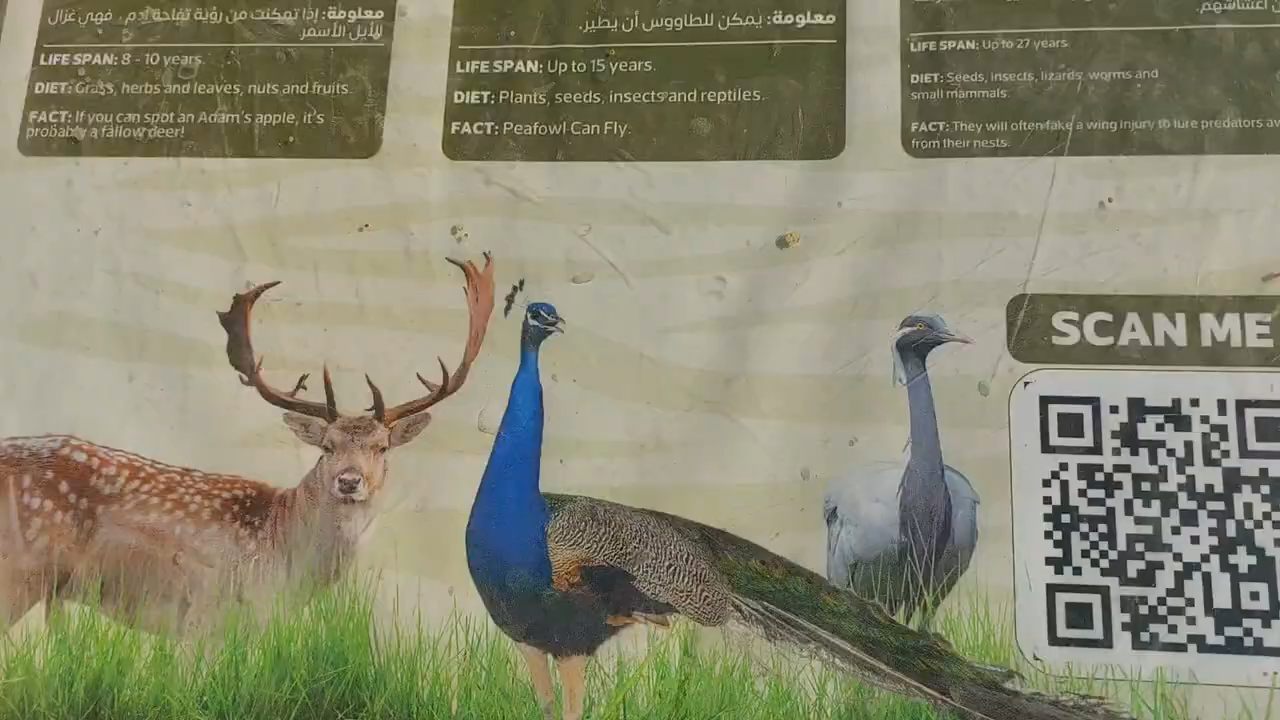 معلومة: إذا تمكنت من رؤية تفاحة آدم، فهي غزال
للأيل الأسمر.
LIFE SPAN: 8 - 10 years.
DIET: Grass, herbs and leaves, nuts and fruits.
FACT: If you can spot an Adam's apple, it's
probably a fallow deer!
معلومة: يمكن للطاووس أن يطير.
LIFE SPAN: Up to 15 years.
DIET: Plants, seeds, insects and reptiles.
FACT: Peafowl Can Fly.
أعشاشهم.
LIFE SPAN: Up to 27 years
DIET: Seeds, insects, lizards, worms and
small mammals.
FACT: They will often fake a wing injury to lure predators
from their nests.
SCAN ME